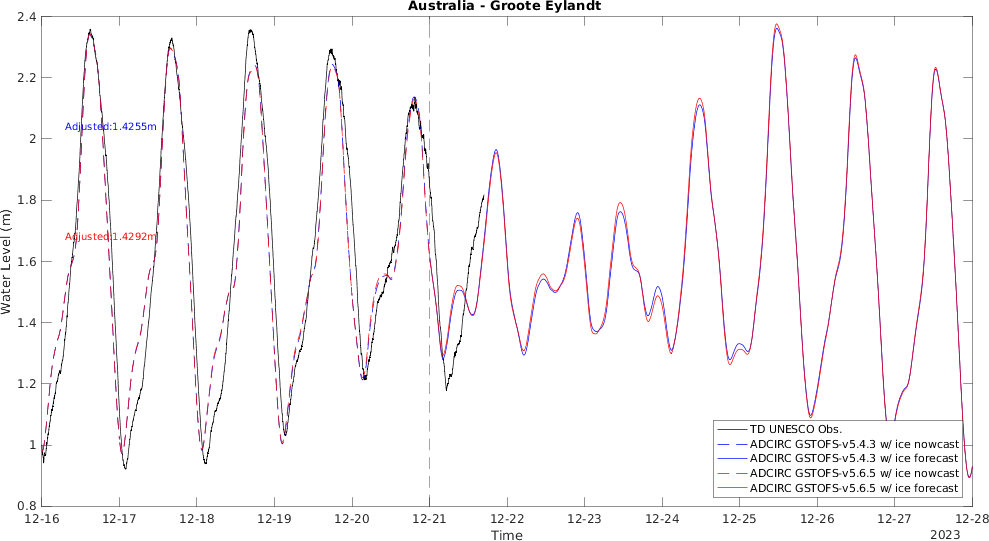 Australia - Groote Eylandt
2.4
2.2
2
1.8
1.6
1.4
1.2
1
0.8
Water Level (m)
Adjusted:1.4255m
Adjusted:1.4292m
TD UNESCO Obs.
ADCIRC GSTOFS-v5.4.3 w/ ice nowcast
ADCIRC GSTOFS-v5.4.3 w/ ice forecast
ADCIRC GSTOFS-v5.6.5 w/ ice nowcast
ADCIRC GSTOFS-v5.6.5 w/ ice forecast
12-16 12-17 12-18 12-19 12-20 12-21 12-22 12-23 12-24 12-25 12-26 12-27 12-28
Time
2023